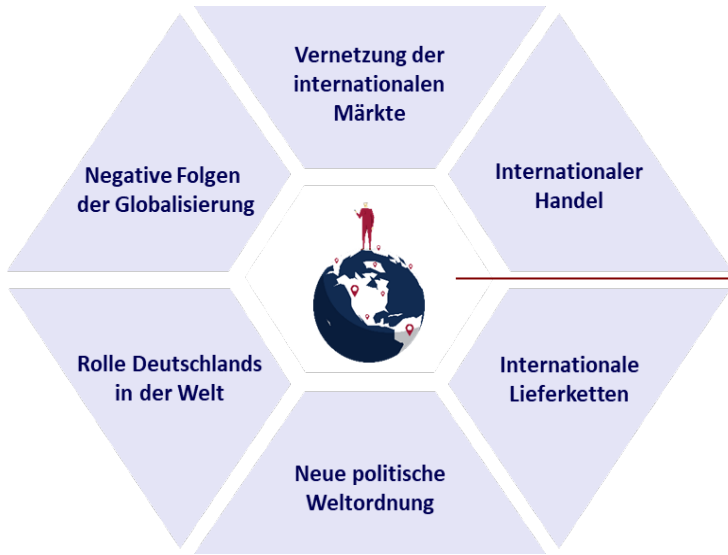 Vernetzung der
internationalen
Märkte
Negative Folgen
der Globalisierung
Internationaler
Handel
Rolle Deutschlands
in der Welt
Internationale
Lieferketten
Neue politische
Weltordnung